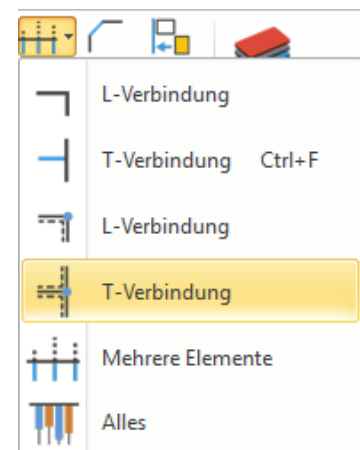 L-Verbindung
T-Verbindung Ctrl+F
L-Verbindung
T-Verbindung
Mehrere Elemente
Alles